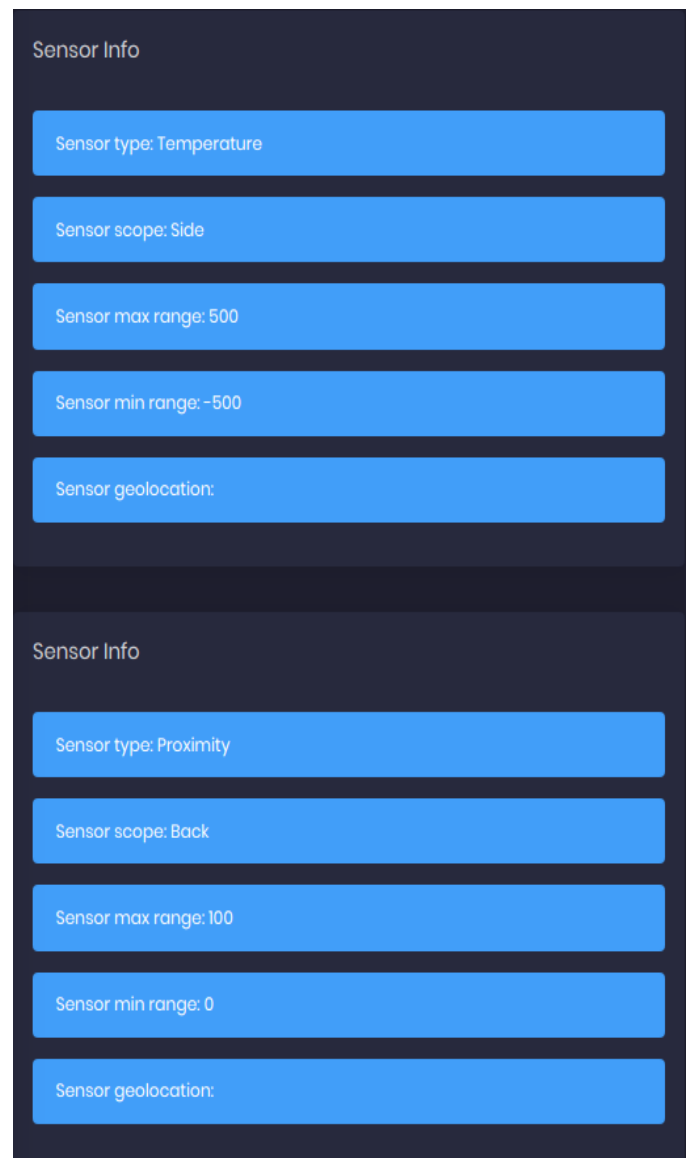 Sensor Info
Sensor type: Temperature
Sensor scope: Side
Sensor max range: 500
Sensor min range: -500
Sensor geolocation:
Sensor Info
Sensor type: Proximity
Sensor scope: Back
Sensor max range: 100
Sensor min range: 0
Sensor geolocation: